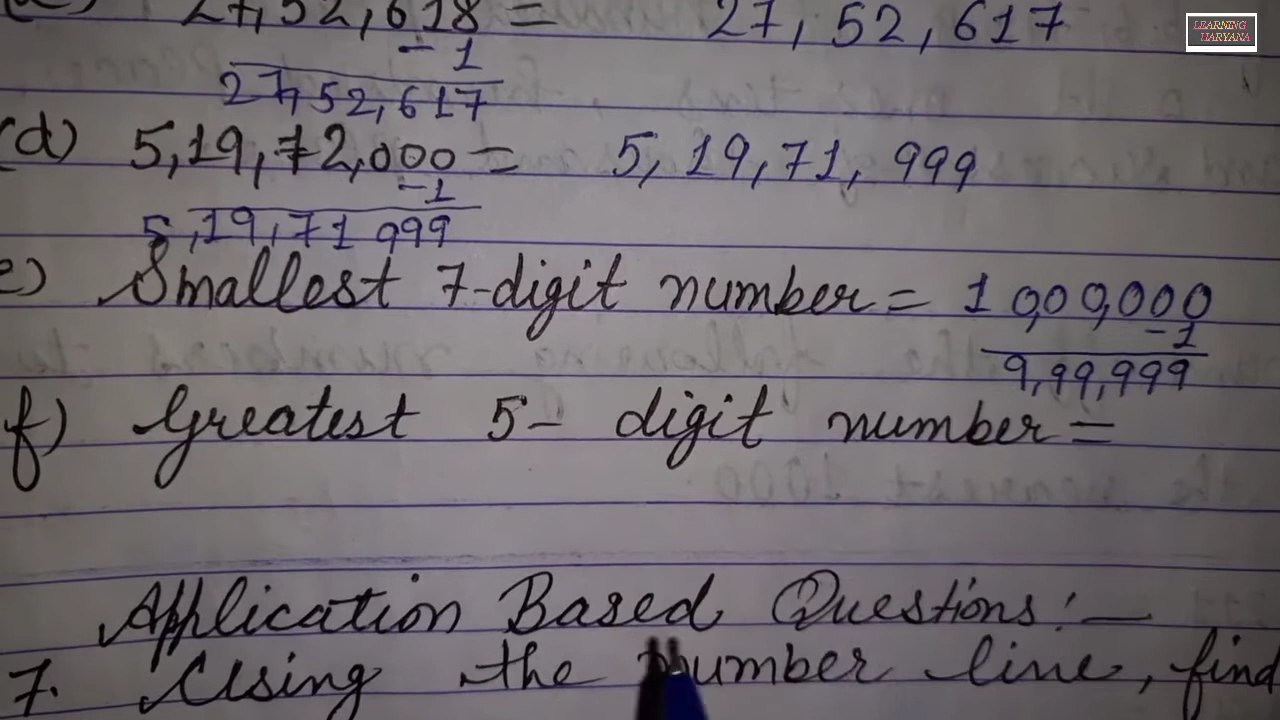 27,52,618 = 27,52,617
- 1
27,52,617
(d) 5,19,72,000 = 5,19,71,999
-1
5,19,71 999
e) Smallest 7-digit number = 10,00,000
-1
9,99,999
f) Greatest 5- digit number =
Application Based Questions:-
7. Using the number line, find
LEARNING
HARYANA